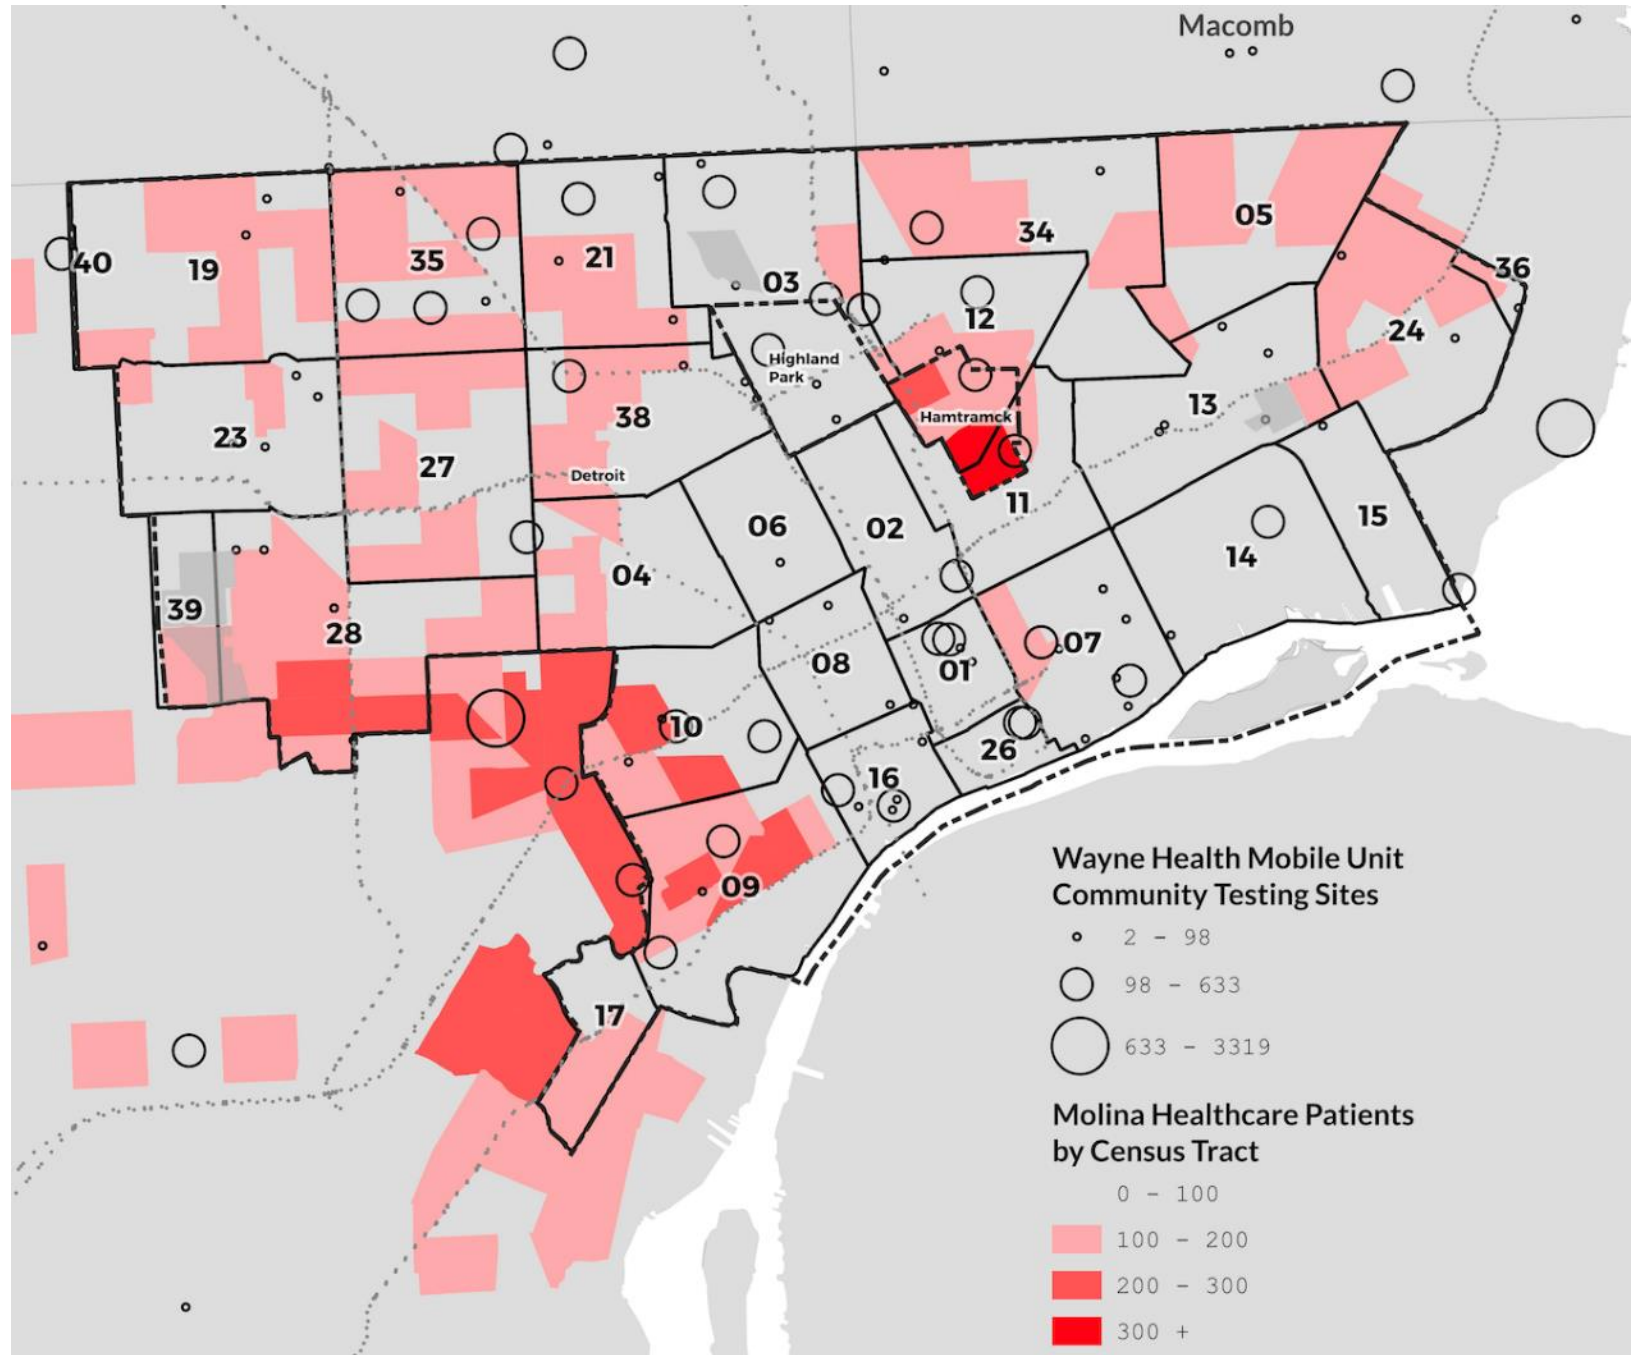 Macomb
40
19
35
21
03
34
05
36
12
24
Highland
Park
Hamtramck
13
23
27
38
Detroit
11
06
02
15
14
04
39
28
08
01
07
10
26
16
09
17
Wayne Health Mobile Unit
Community Testing Sites
2 - 98
98 - 633
633 - 3319
Molina Healthcare Patients
by Census Tract
0 - 100
100 - 200
200 - 300
300 +